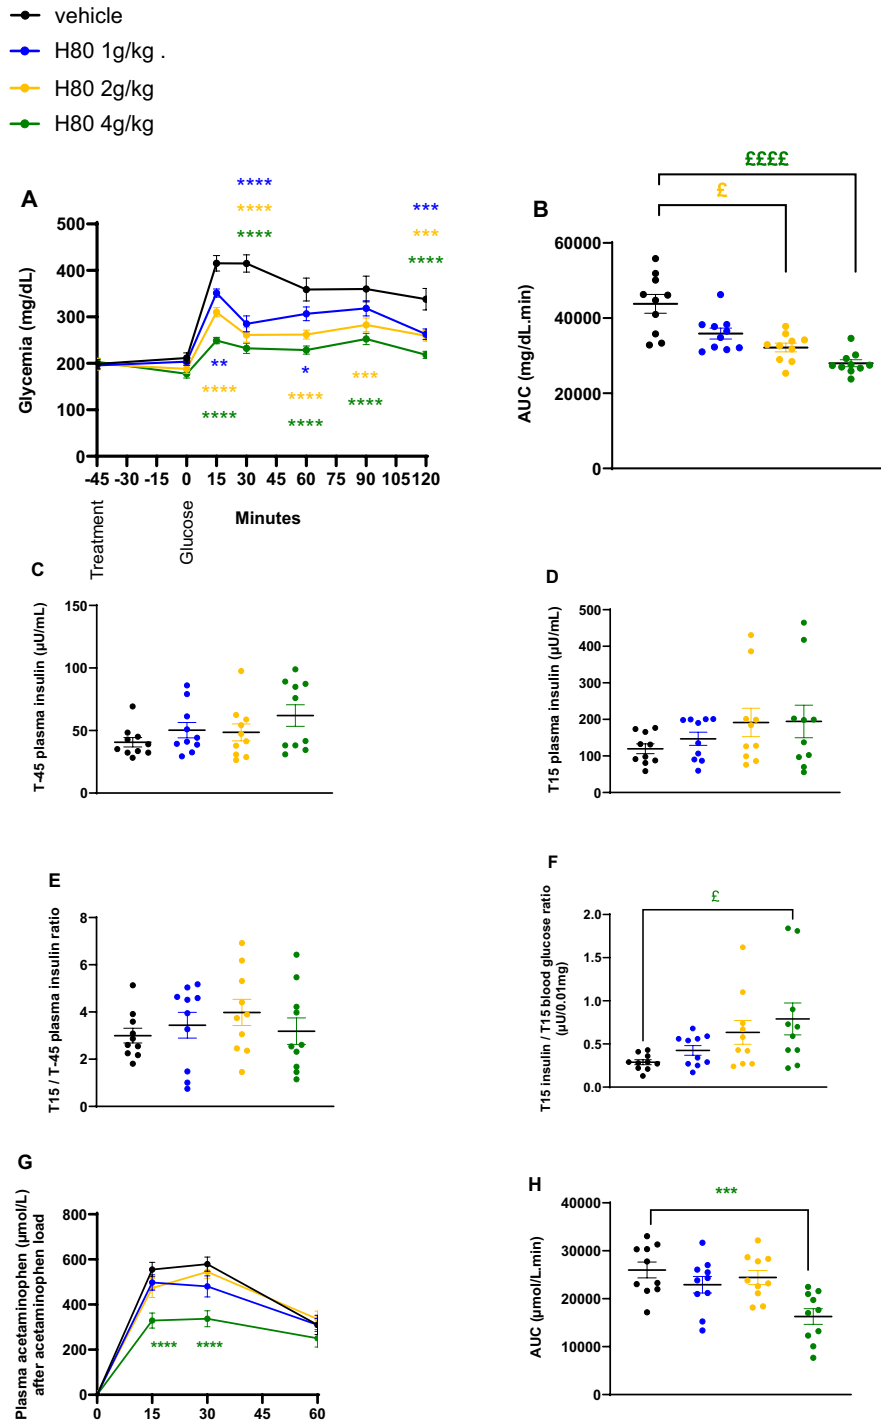 vehicle
H80 1g/kg .
H80 2g/kg
H80 4g/kg
A
****
****
****
***
***
****
500
400
300
200
100
0
Glycemia (mg/dL)
**
****
****
*
****
****
***
****
-45 -30 -15 0 15 30 45 60 75 90 105 120
Minutes
Treatment
Glucose
B
££££
£
60000
40000
20000
0
AUC (mg/dL.min)
C
150
100
50
0
T-45 plasma insulin (µU/mL)
D
500
400
300
200
100
0
T15 plasma insulin (µU/mL)
E
8
6
4
2
0
T15 / T-45 plasma insulin ratio
F
£
2.0
1.5
1.0
0.5
0.0
T15 insulin / T15 blood glucose ratio
(µU/0.01mg)
G
800
600
400
200
0
Plasma acetaminophen (µmol/L)
after acetaminophen load
****
****
0 15 30 45 60
H
***
40000
30000
20000
10000
0
AUC (µmol/L.min)